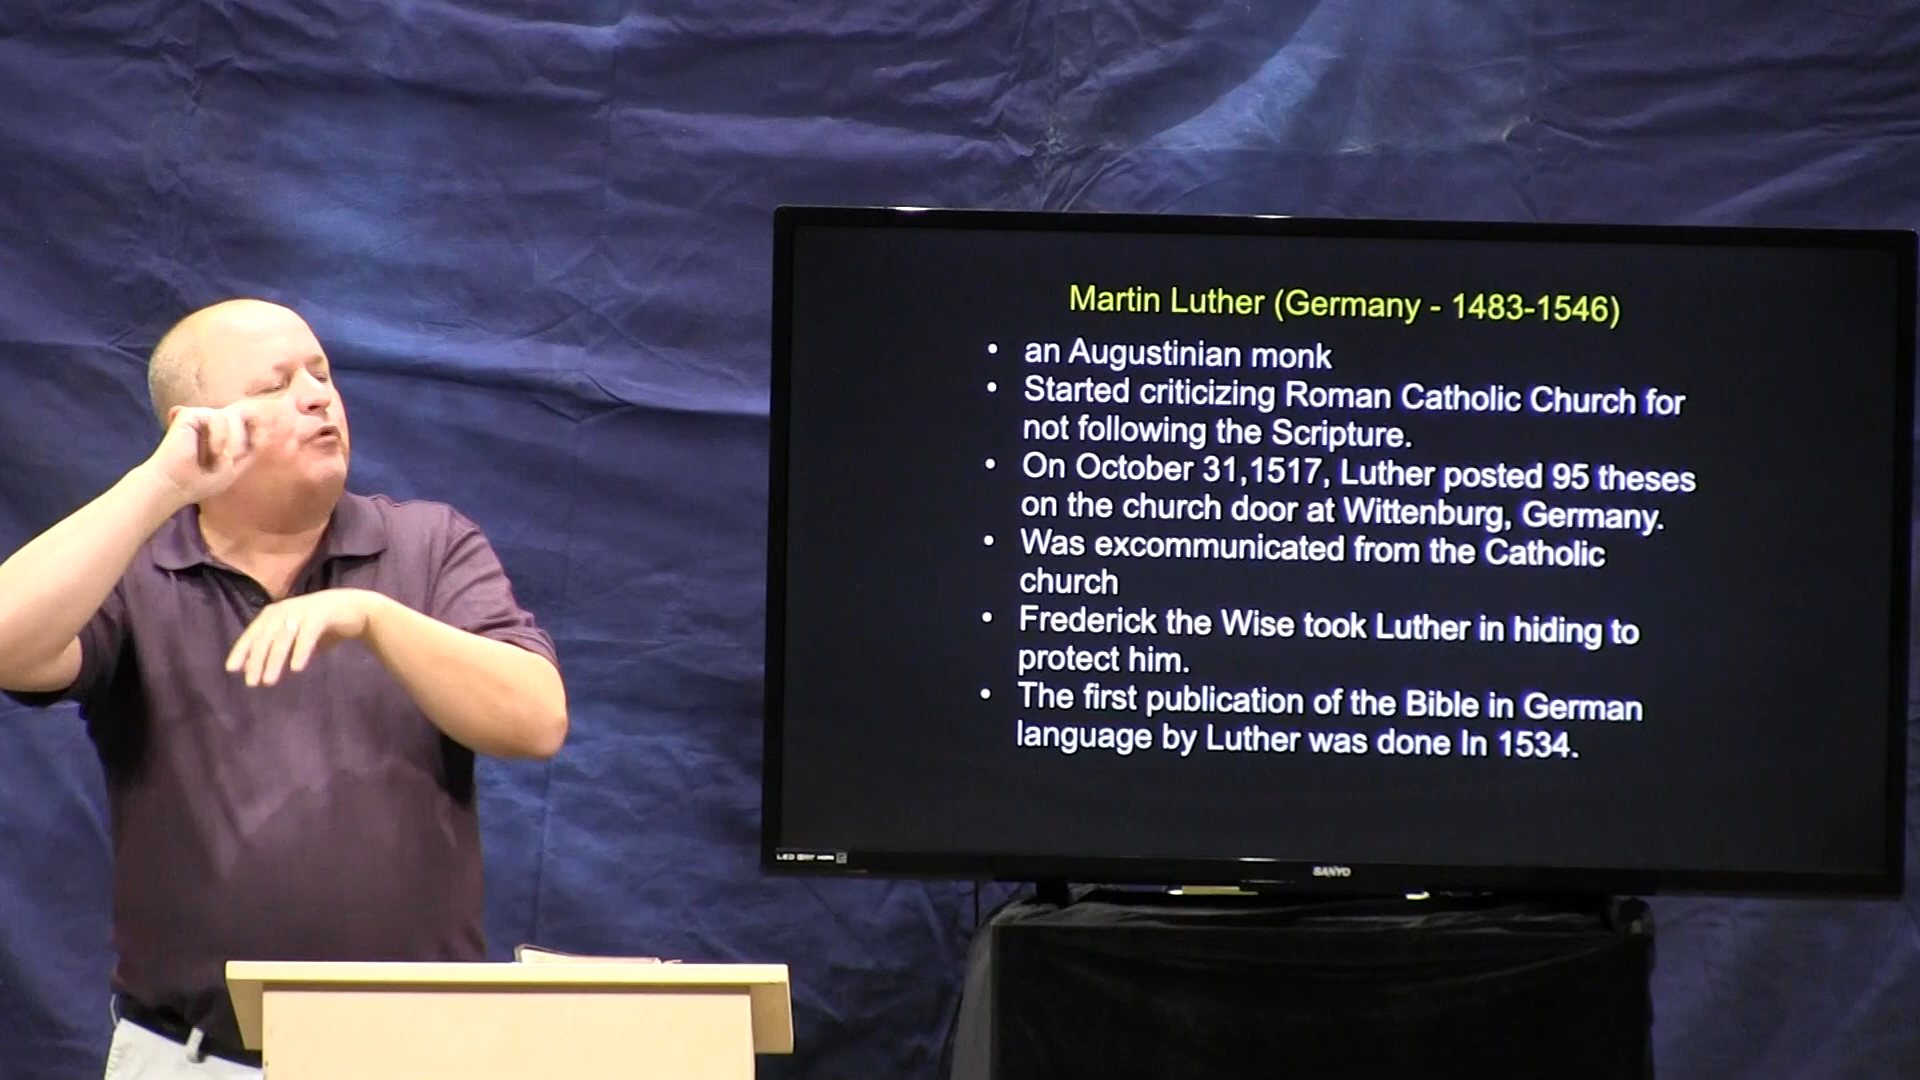 Martin Luther (Germany - 1483-1546)
• an Augustinian monk
• Started criticizing Roman Catholic Church for
not following the Scripture.
• On October 31,1517, Luther posted 95 theses
on the church door at Wittenburg, Germany.
• Was excommunicated from the Catholic
church
• Frederick the Wise took Luther in hiding to
protect him.
• The first publication of the Bible in German
language by Luther was done In 1534.
LED
SANYO